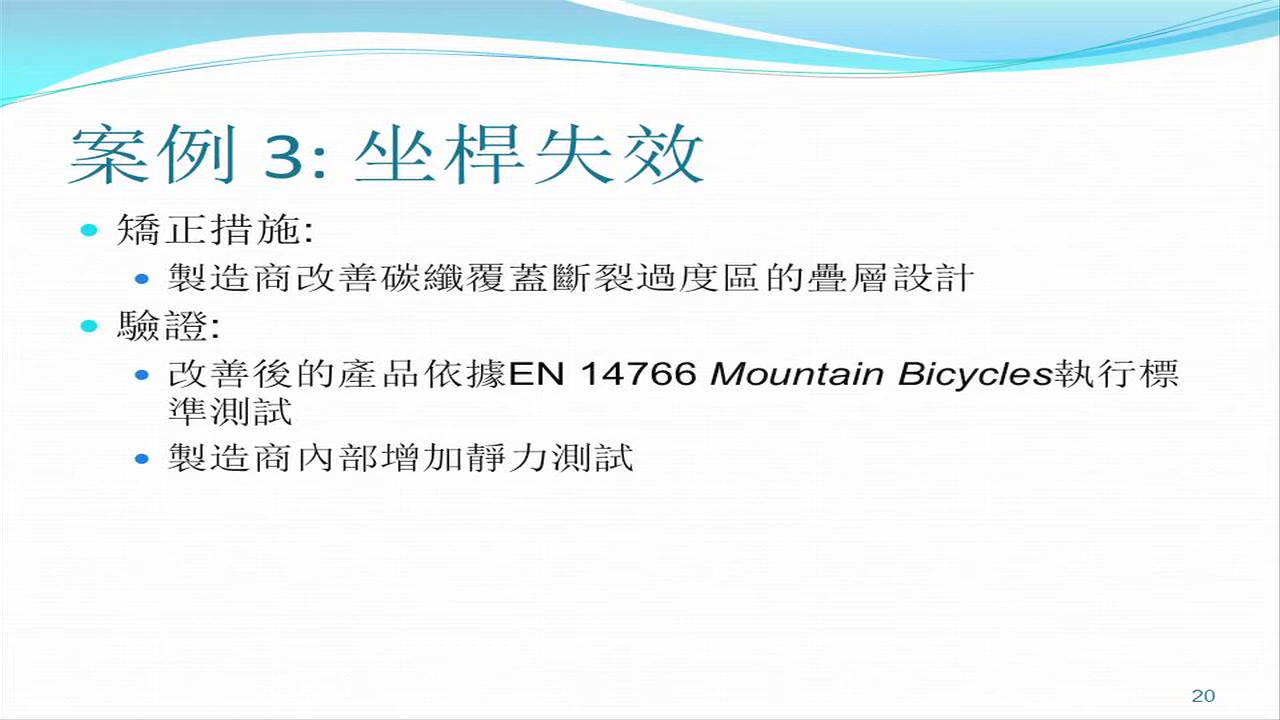 案例 3: 坐桿失效
矯正措施:
製造商改善碳纖覆蓋斷裂過度區的疊層設計
驗證:
改善後的產品依據EN 14766 Mountain Bicycles執行標
準測試
製造商內部增加靜力測試
20